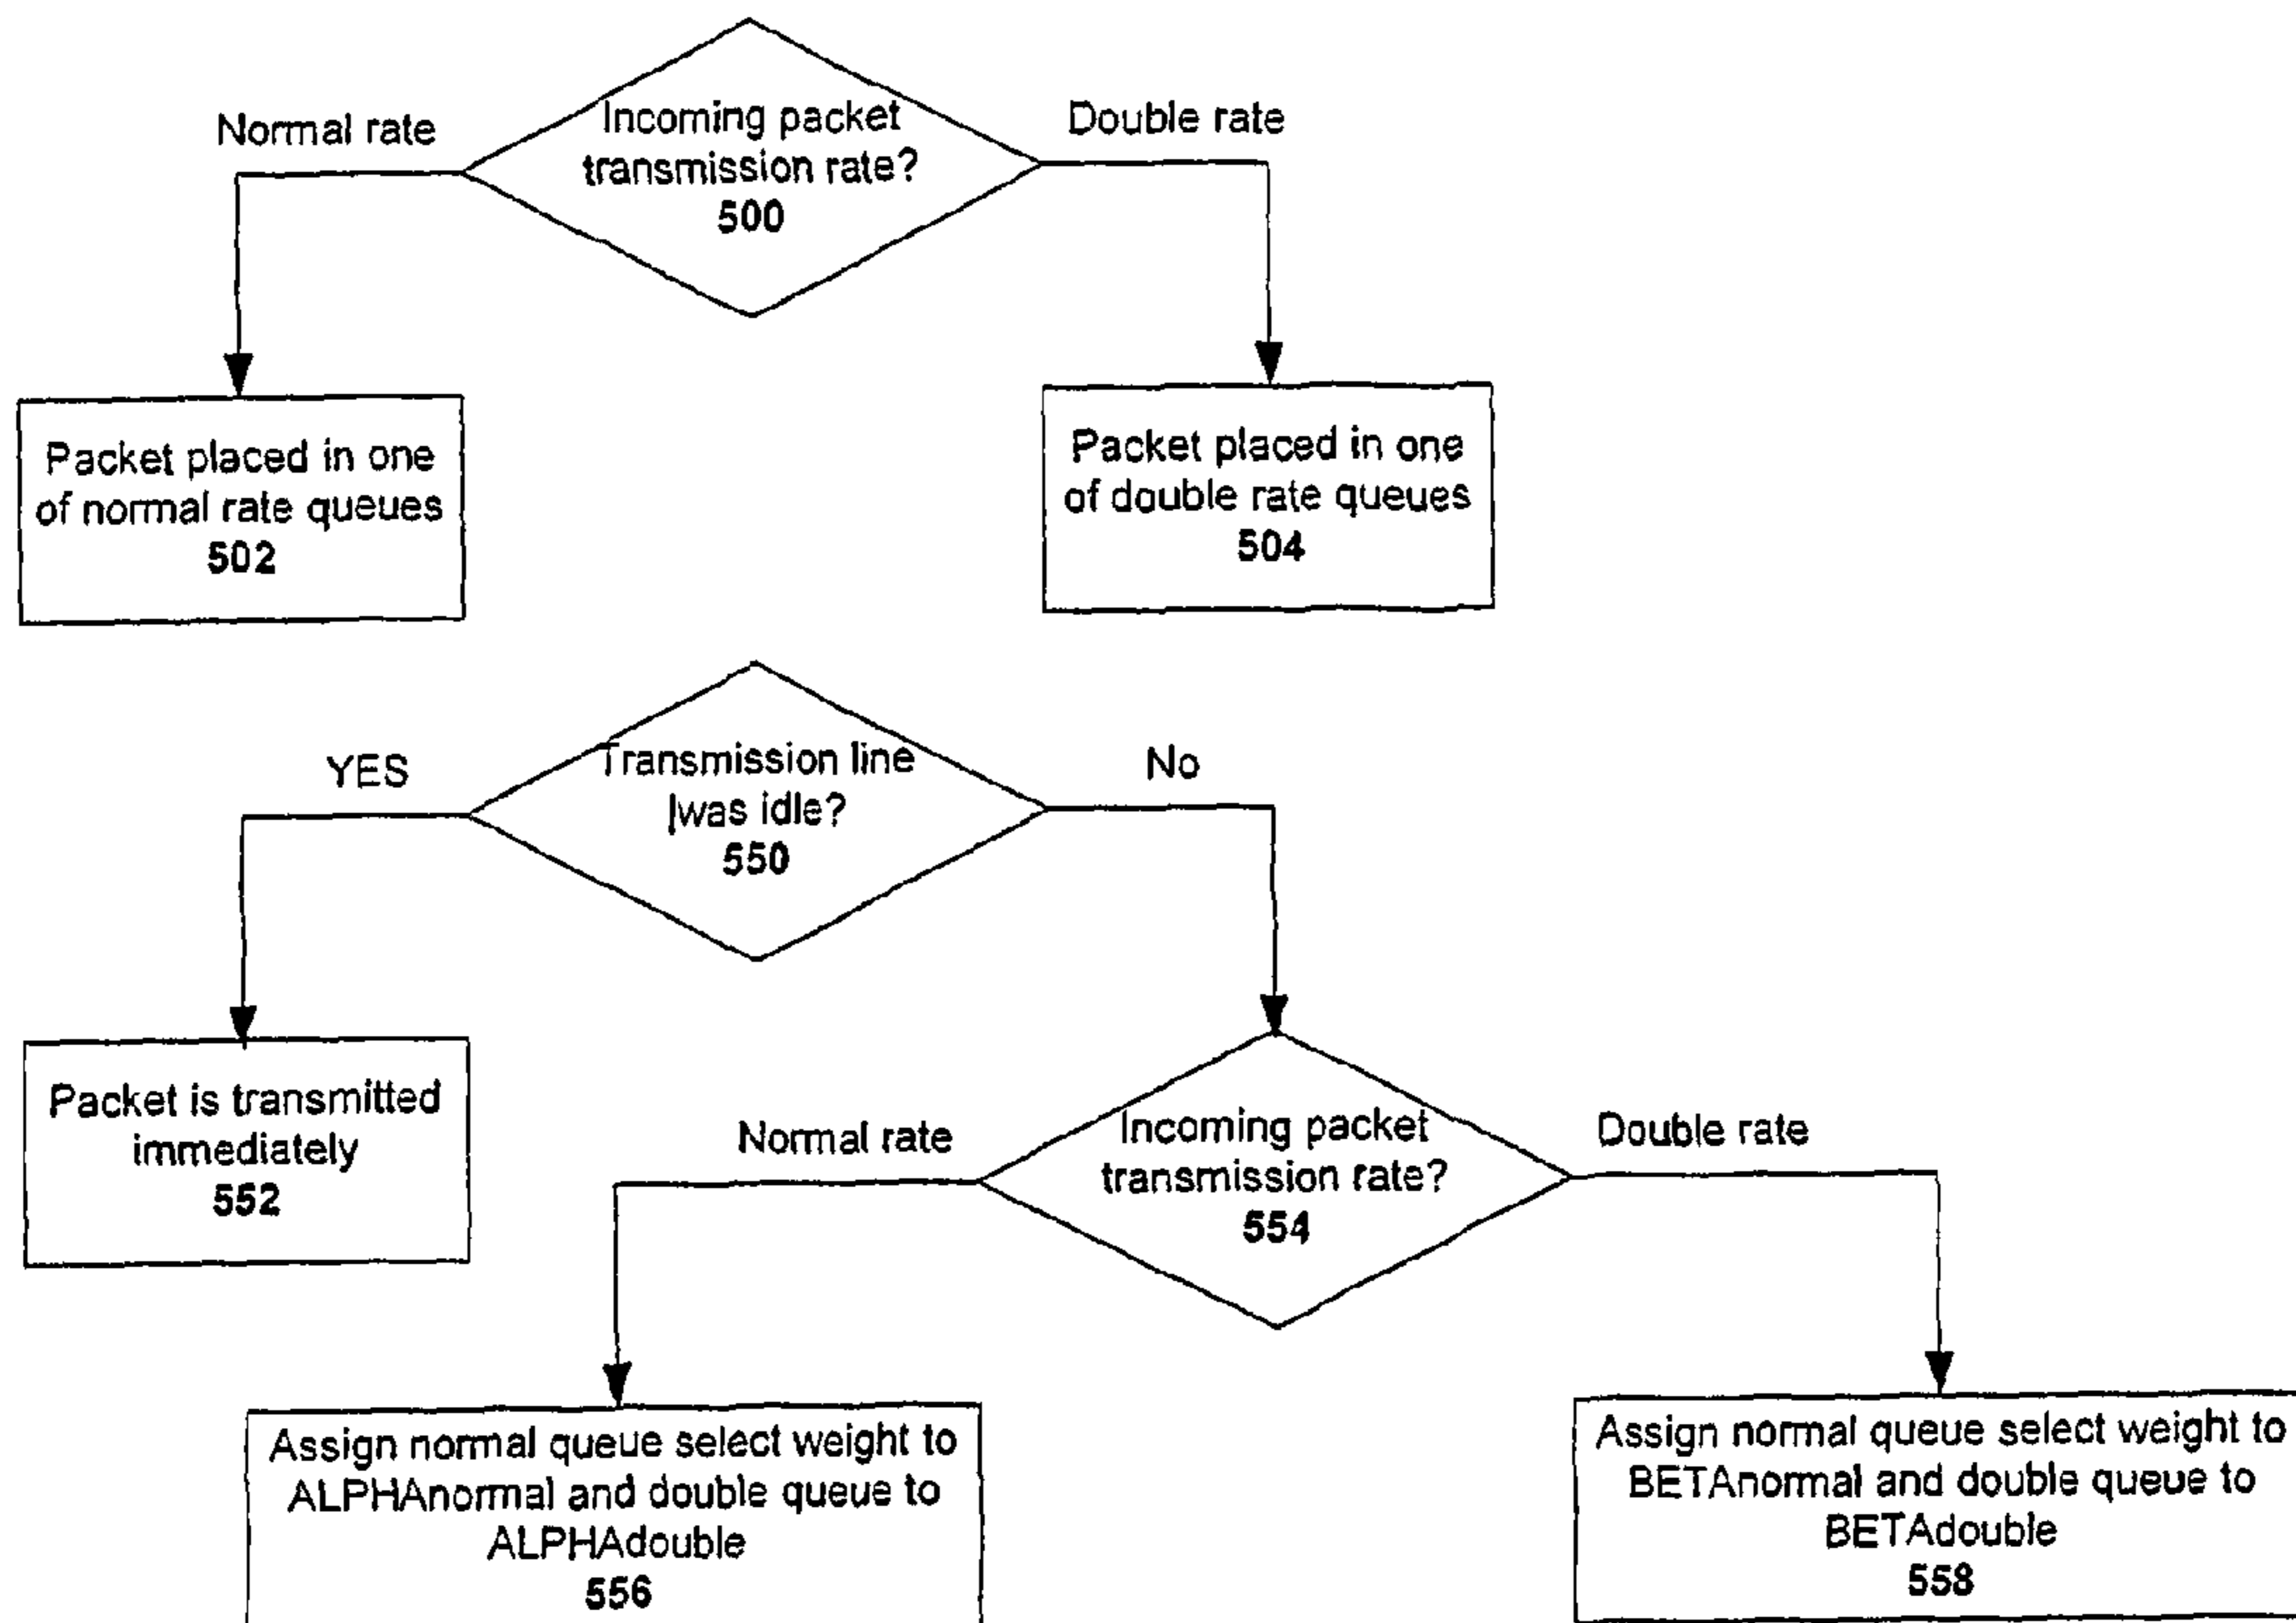 Normal rate
Incoming packet
transmission rate?
500
Double rate
Packet placed in one
of normal rate queues
502
Packet placed in one
of double rate queues
504
YES
Transmission line
was idle?
550
No
Packet is transmitted
immediately
552
Normal rate
Incoming packet
transmission rate?
554
Double rate
Assign normal queue select weight to
ALPHAnormal and double queue to
ALPHAdouble
556
Assign normal queue select weight to
BETAnormal and double queue to
BETAdouble
558